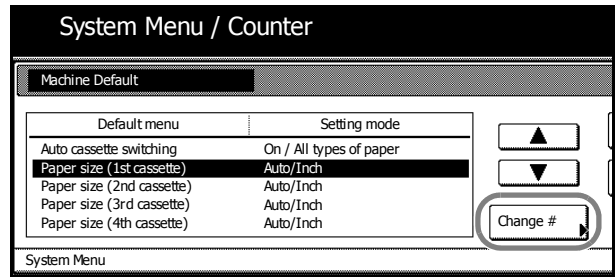 System Menu / Counter
Machine Default
Default menu Setting mode
Auto cassette switching On / All types of paper
Paper size (1st cassette) Auto/Inch
Paper size (2nd cassette) Auto/Inch
Paper size (3rd cassette) Auto/Inch
Paper size (4th cassette) Auto/Inch
Change #
System Menu